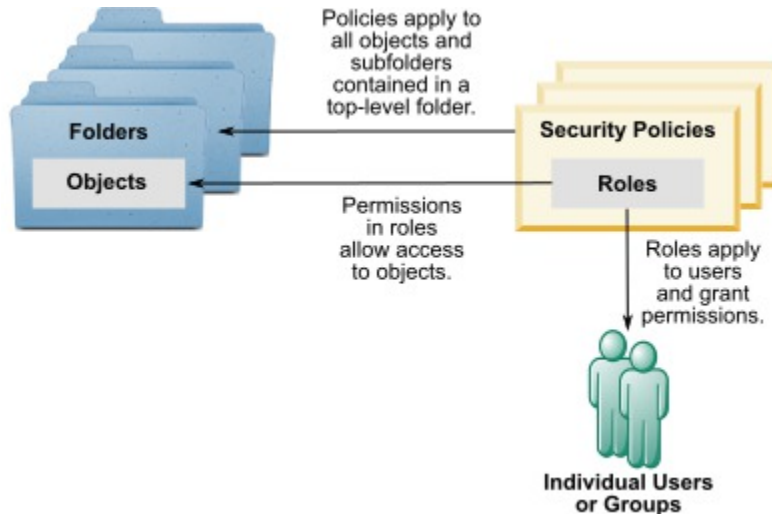 Policies apply to
all objects and
subfolders
contained in a
top-level folder.
Folders
Security Policies
Objects
Roles
Permissions
in roles
allow access
to objects.
Roles apply
to users
and grant
permissions.
Individual Users
or Groups